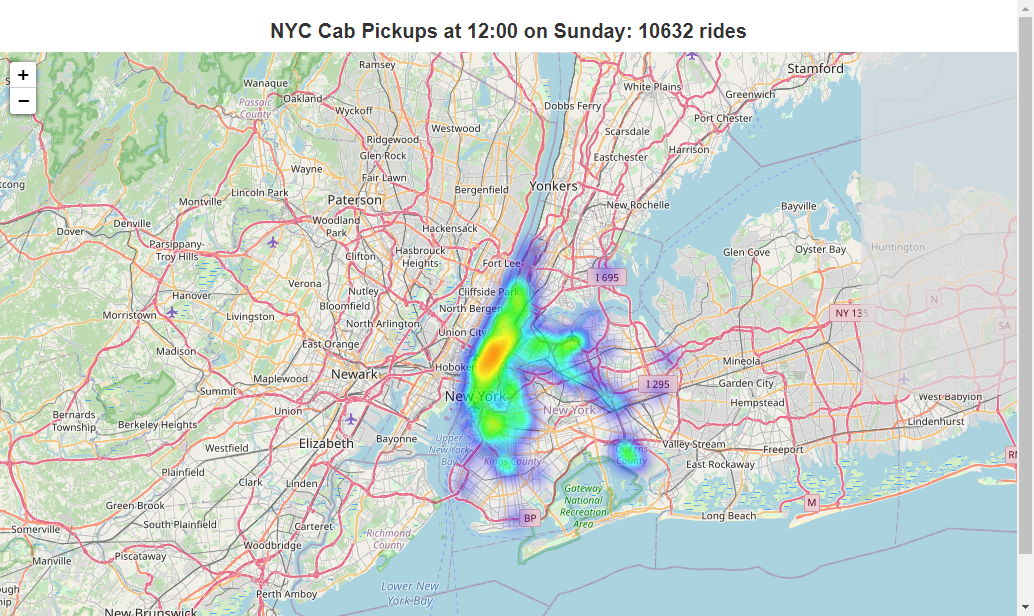 NYC Cab Pickups at 12:00 on Sunday: 10632 rides
+
−
Ramsey
Stamford
Wanaque
White Plains
Greenwich
Oakland
Passaic
County
Wyckoff
Dobbs Ferry
Port Chester
Westwood
Scarsdale
Ridgewood
Glen Rock
Harrison
Eastchester
Wayne
Fair Lawn
Bergenfield
Yonkers
Lincoln Park
Paterson
Montville
New Rochelle
Bayville
Denville
Dover
Woodland
Park
Hackensack
Parsippany-
Troy Hills
Clifton
Hasbrouck
Heights
Fort Lee
Glen Cove
Oyster Bay
Huntington
I 695
Verona
Nutley
Cliffside Park
Hanover
Bloomfield
North Bergen
N
Morristown
Livingston
North Arlington
Union City
NY 135
SA
East Orange
Madison
Hoboken
Mineola
Maplewood
Newark
I 295
Garden City
Summit
New York
West Babylon
Union
New York
Hempstead
Bernards
Township
Berkeley Heights
Lindenhurst
Bayonne
Elizabeth
Upper
New York
Bay
Valley Stream
Freeport
Westfield
Queens
County
Kings County
East Rockaway
Plainfield
Clark
Linden
Gateway
National
Recreation
Area
M
Green Brook
Long Beach
BP
South Plainfield
Carteret
Somerville
Richmond
County
Woodbridge
Piscataway
Manville
Lower New
York Bay
Perth Amboy
New Brunswick